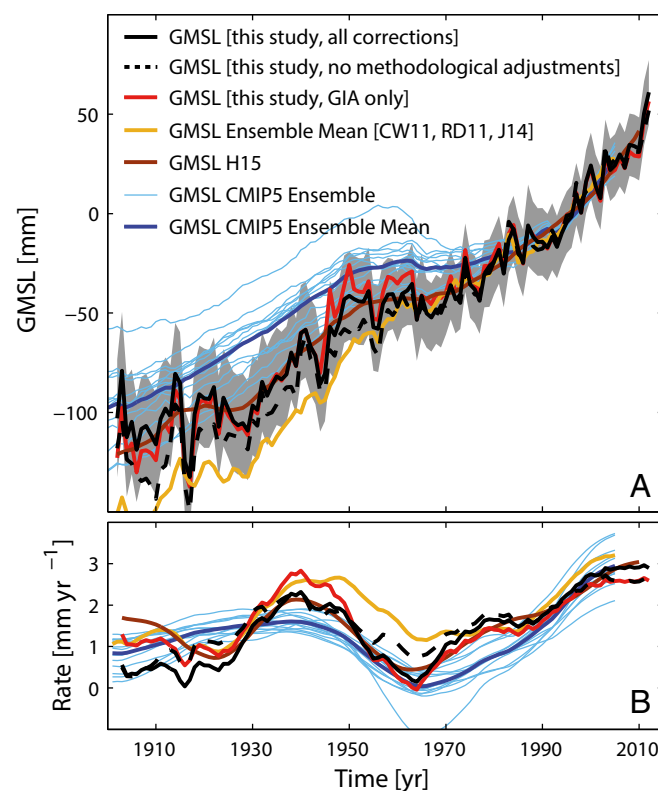 GMSL [this study, all corrections]
GMSL [this study, no methodological adjustments]
GMSL [this study, GIA only]
GMSL Ensemble Mean [CW11, RD11, J14]
GMSL H15
GMSL CMIP5 Ensemble
GMSL CMIP5 Ensemble Mean
50
0
−50
−100
GMSL [mm]
A
3
2
1
0
Rate [mm yr −1]
B
1910 1930 1950 1970 1990 2010
Time [yr]